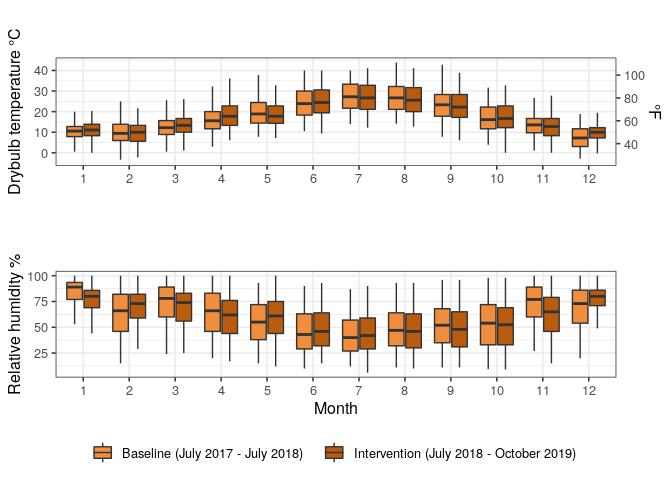 Drybulb temperature °C
40
30
20
10
0
100
80
60
40
°F
1 2 3 4 5 6 7 8 9 10 11 12
Relative humidity %
100
75
50
25
1 2 3 4 5 6 7 8 9 10 11 12
Month
Baseline (July 2017 - July 2018) Intervention (July 2018 - October 2019)